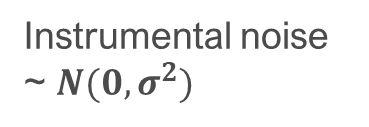 Instrumental noise
~ N(0, σ²)